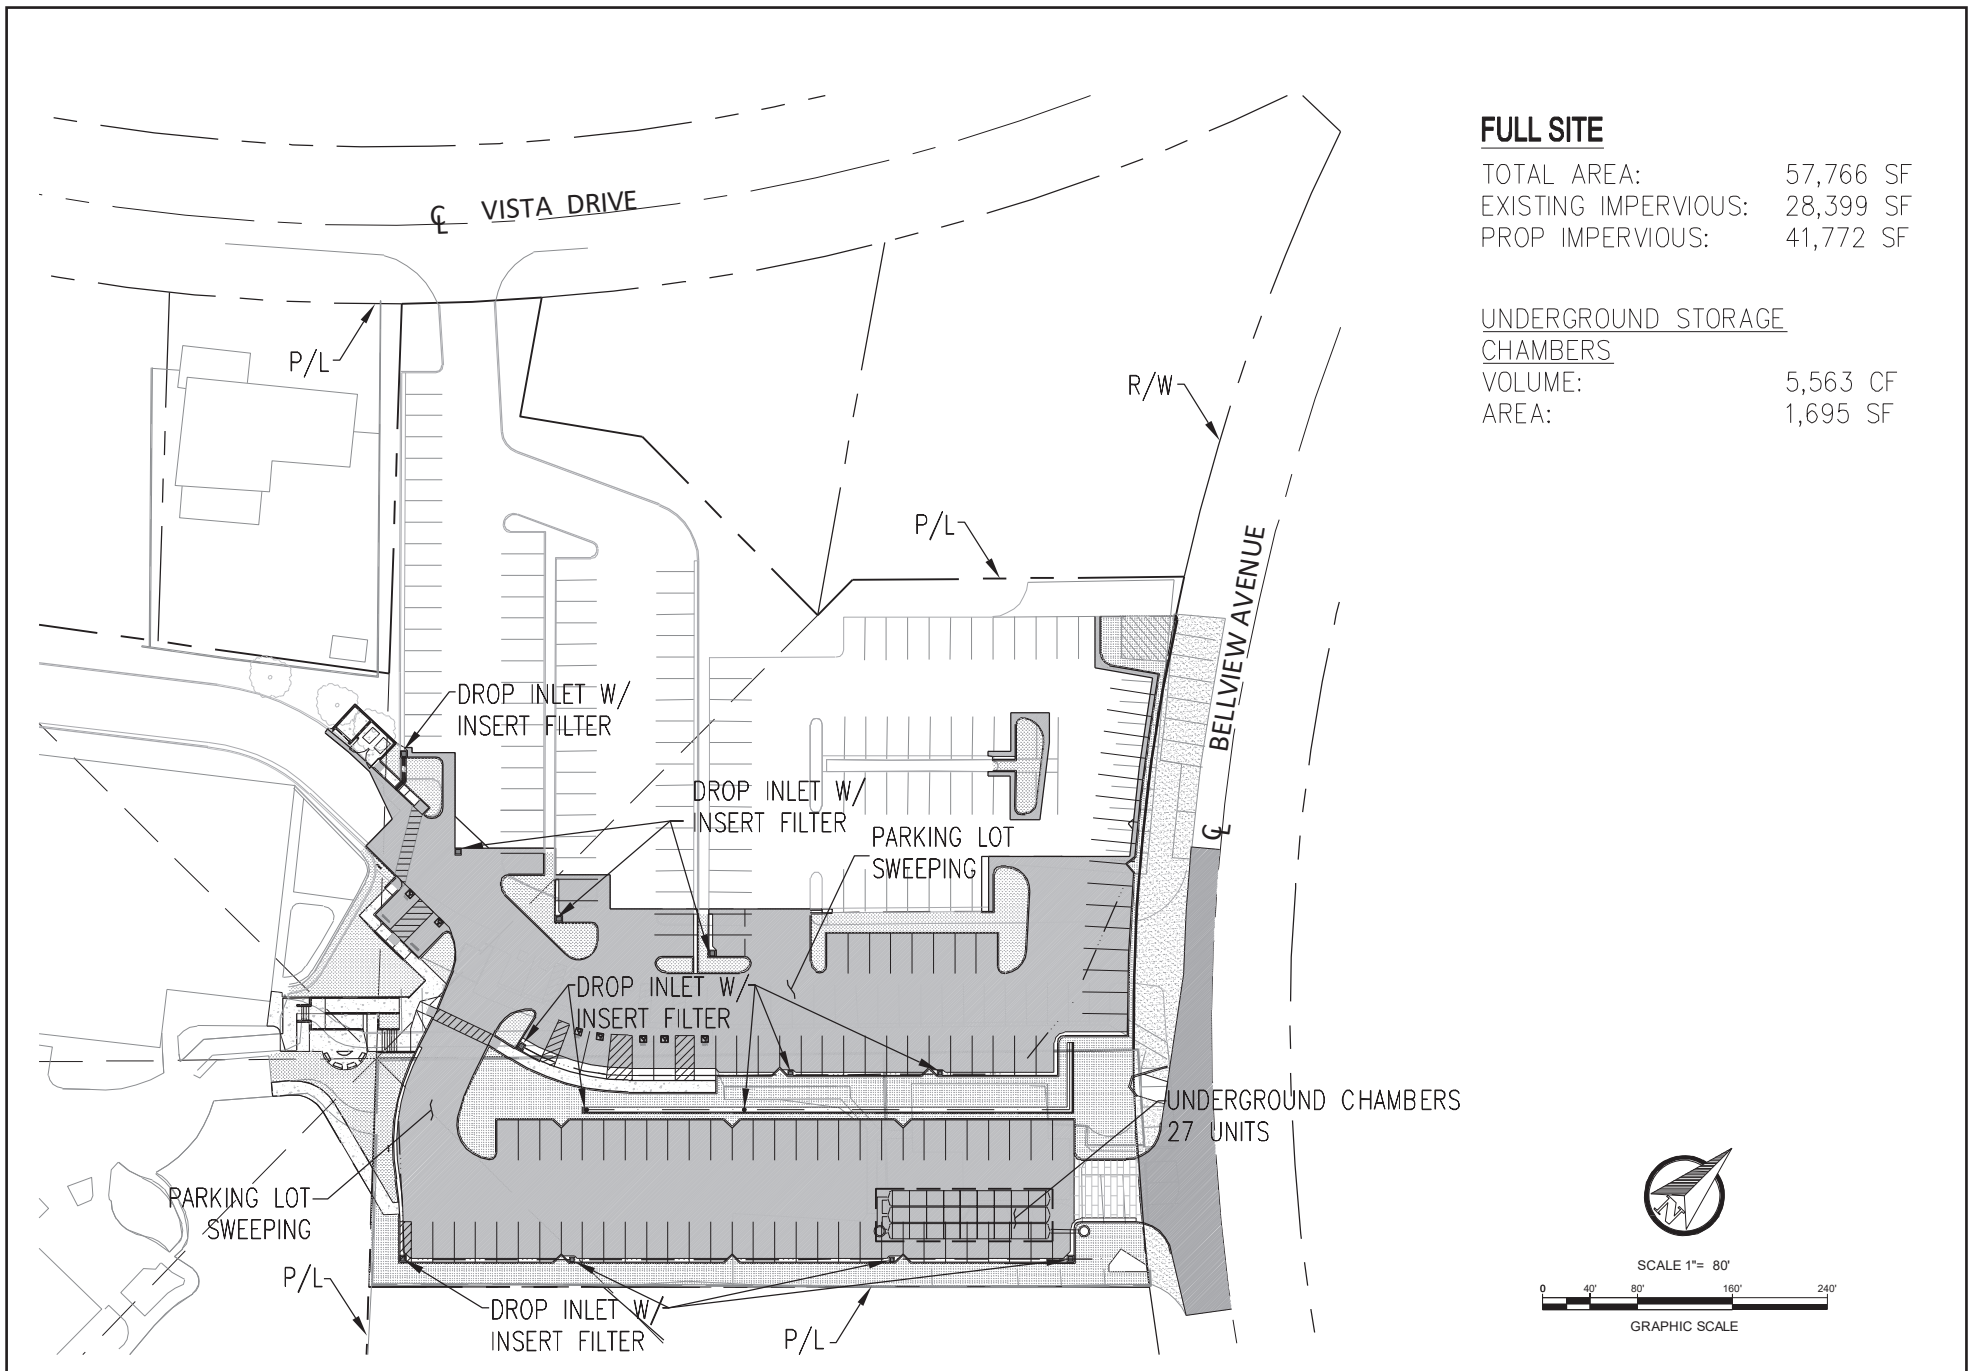 FULL SITE
TOTAL AREA: 57,766 SF
EXISTING IMPERVIOUS: 28,399 SF
PROP IMPERVIOUS: 41,772 SF
UNDERGROUND STORAGE
CHAMBERS
VOLUME: 5,563 CF
AREA: 1,695 SF
℄ VISTA DRIVE
P/L
R/W
P/L
BELLVIEW AVENUE
℄
DROP INLET W/
INSERT FILTER
DROP INLET W/
INSERT FILTER
PARKING LOT
SWEEPING
DROP INLET W/
INSERT FILTER
UNDERGROUND CHAMBERS
27 UNITS
PARKING LOT
SWEEPING
P/L
DROP INLET W/
INSERT FILTER
P/L
N
SCALE 1"= 80'
0 40' 80' 160' 240'
GRAPHIC SCALE